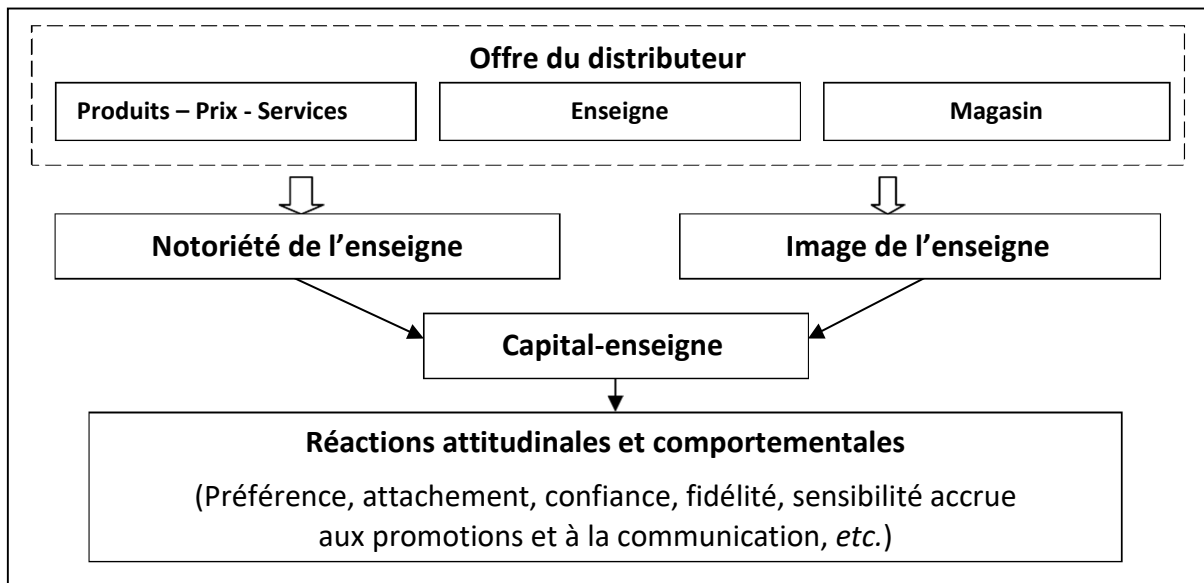 Offre du distributeur
Produits – Prix - Services
Enseigne
Magasin
Notoriété de l’enseigne
Image de l’enseigne
Capital-enseigne
Réactions attitudinales et comportementales
(Préférence, attachement, confiance, fidélité, sensibilité accrue
aux promotions et à la communication, etc.)